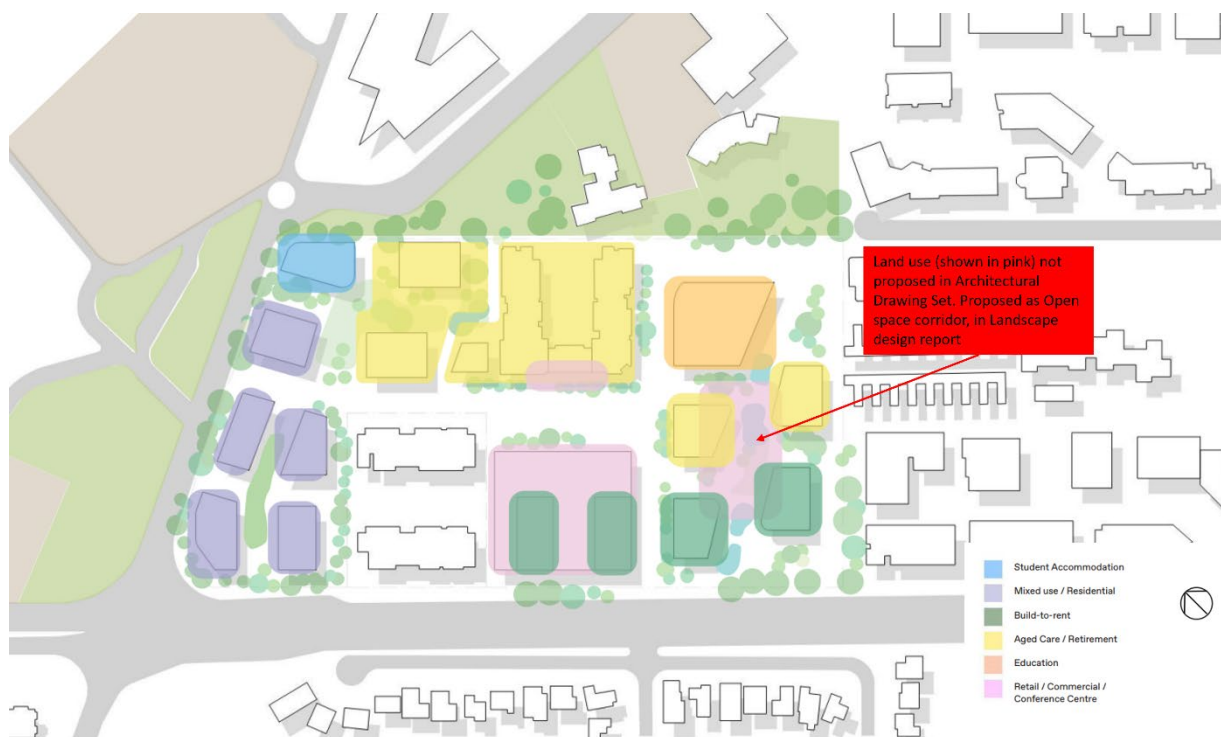 Land use (shown in pink) not
proposed in Architectural
Drawing Set. Proposed as Open
space corridor, in Landscape
design report
Student Accommodation
Mixed use / Residential
Build-to-rent
Aged Care / Retirement
Education
Retail / Commercial /
Conference Centre